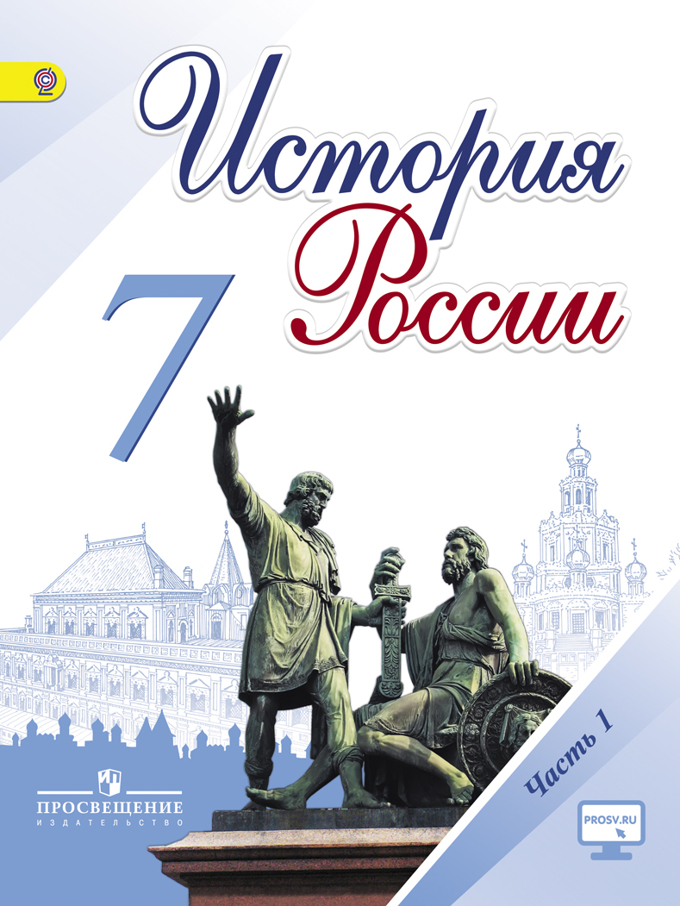 История
России
7
Часть 1
ПРОСВЕЩЕНИЕ
ИЗДАТЕЛЬСТВО
PROSV.RU